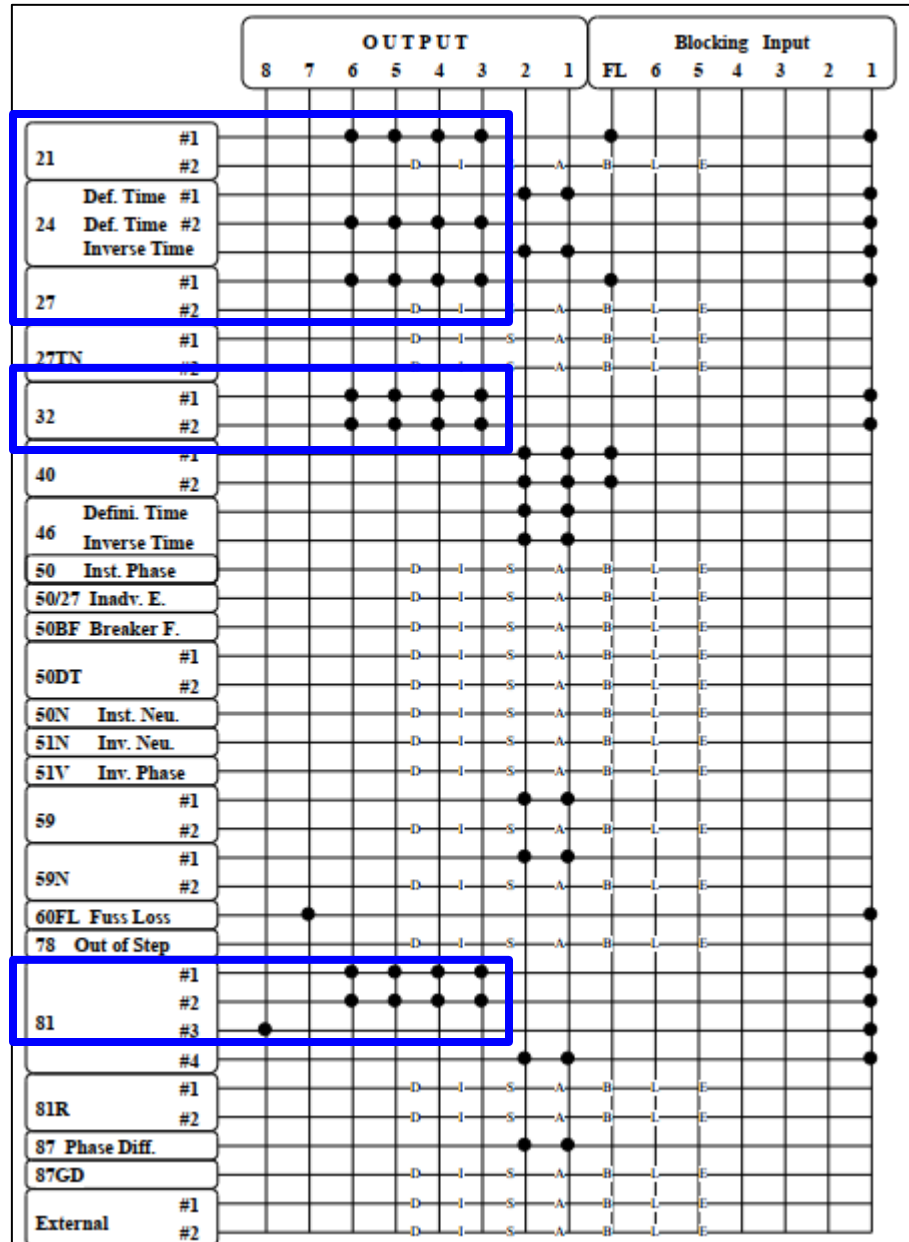 OUTPUT Blocking Input
8 7 6 5 4 3 2 1 FL 6 5 4 3 2 1
#1
21
#2 D I A B L E
Def. Time #1
24 Def. Time #2
Inverse Time
#1
27
#2 D I A B L E
#1 D I S A B L E
27TN
#2 D I S A B L E
#1
32
#2
#1
40
#2
Defini. Time
46
Inverse Time
50 Inst. Phase D I S A B L E
50/27 Inadv. E. D I S A B L E
50BF Breaker F. D I S A B L E
#1 D I S A B L E
50DT
#2 D I S A B L E
50N Inst. Neu. D I S A B L E
51N Inv. Neu. D I S A B L E
51V Inv. Phase D I S A B L E
#1
59
#2 D I S A B L E
#1
59N
#2 D I S A B L E
60FL Fuss Loss
78 Out of Step D I S A B L E
#1
#2
81 #3
#4
#1 D I S A B L E
81R
#2 D I S A B L E
87 Phase Diff.
87GD D I S A B L E
#1 D I S A B L E
External
#2 D I S A B L E